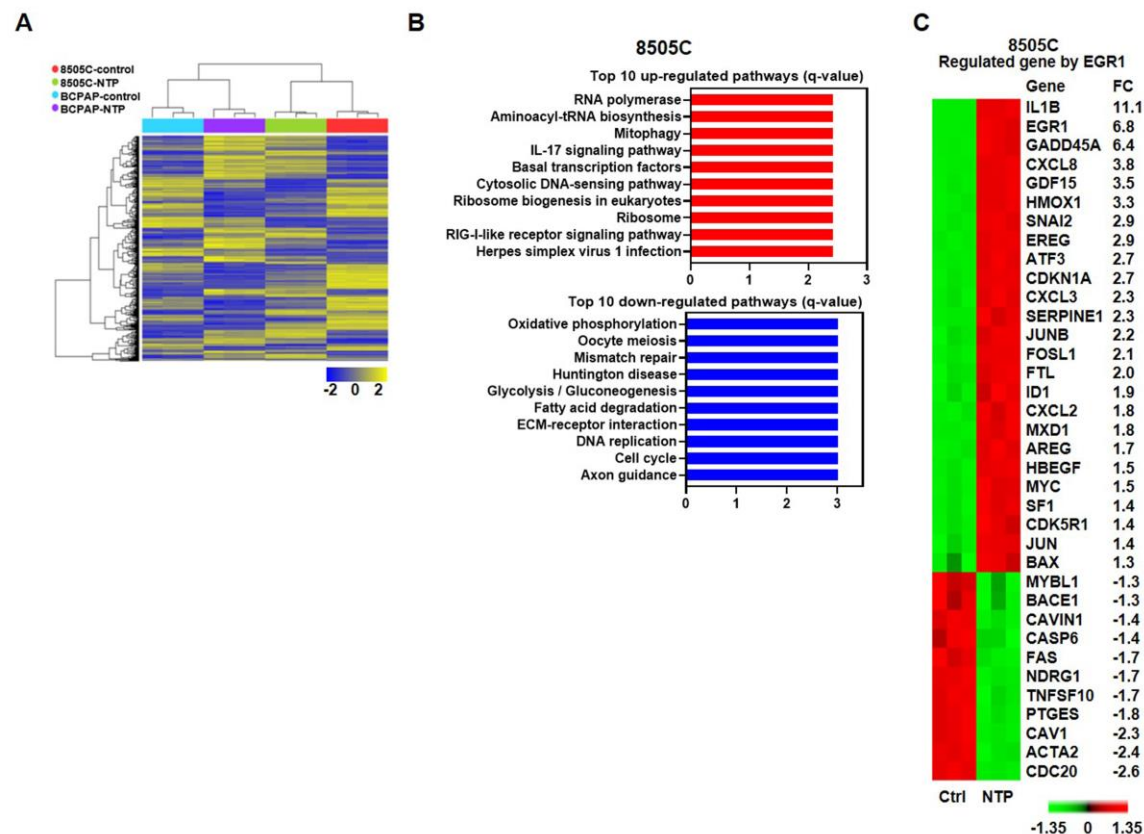 A
8505C-control
8505C-NTP
BCPAP-control
BCPAP-NTP
-2 0 2
B
8505C
Top 10 up-regulated pathways (q-value)
RNA polymerase
Aminoacyl-tRNA biosynthesis
Mitophagy
IL-17 signaling pathway
Basal transcription factors
Cytosolic DNA-sensing pathway
Ribosome biogenesis in eukaryotes
Ribosome
RIG-I-like receptor signaling pathway
Herpes simplex virus 1 infection
0 1 2 3
Top 10 down-regulated pathways (q-value)
Oxidative phosphorylation
Oocyte meiosis
Mismatch repair
Huntington disease
Glycolysis / Gluconeogenesis
Fatty acid degradation
ECM-receptor interaction
DNA replication
Cell cycle
Axon guidance
0 1 2 3
C
8505C
Regulated gene by EGR1
Gene FC
IL1B 11.1
EGR1 6.8
GADD45A 6.4
CXCL8 3.8
GDF15 3.5
HMOX1 3.3
SNAI2 2.9
EREG 2.9
ATF3 2.7
CDKN1A 2.7
CXCL3 2.3
SERPINE1 2.3
JUNB 2.2
FOSL1 2.1
FTL 2.0
ID1 1.9
CXCL2 1.8
MXD1 1.8
AREG 1.7
HBEGF 1.5
MYC 1.5
SF1 1.4
CDK5R1 1.4
JUN 1.4
BAX 1.3
MYBL1 -1.3
BACE1 -1.3
CAVIN1 -1.4
CASP6 -1.4
FAS -1.7
NDRG1 -1.7
TNFSF10 -1.7
PTGES -1.8
CAV1 -2.3
ACTA2 -2.4
CDC20 -2.6
Ctrl NTP
-1.35 0 1.35